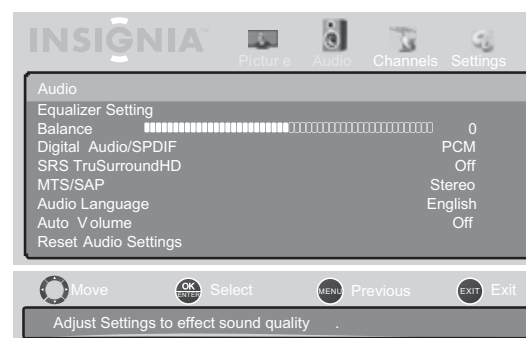 INSIGNIA
Picture Audio Channels Settings
Audio
Equalizer Setting
Balance 0
Digital Audio/SPDIF PCM
SRS TruSurroundHD Off
MTS/SAP Stereo
Audio Language English
Auto Volume Off
Reset Audio Settings
Move OK ENTER Select MENU Previous EXIT Exit
Adjust Settings to effect sound quality .